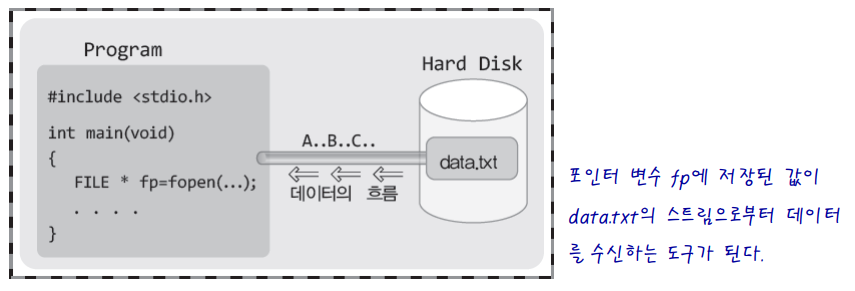 Program
#include <stdio.h>
int main(void)
{
FILE * fp=fopen(...);
. . . .
}
A..B..C..
데이터의 흐름
Hard Disk
data.txt
포인터 변수 fp에 저장된 값이
data.txt의 스트림으로부터 데이터
를 수신하는 도구가 된다.